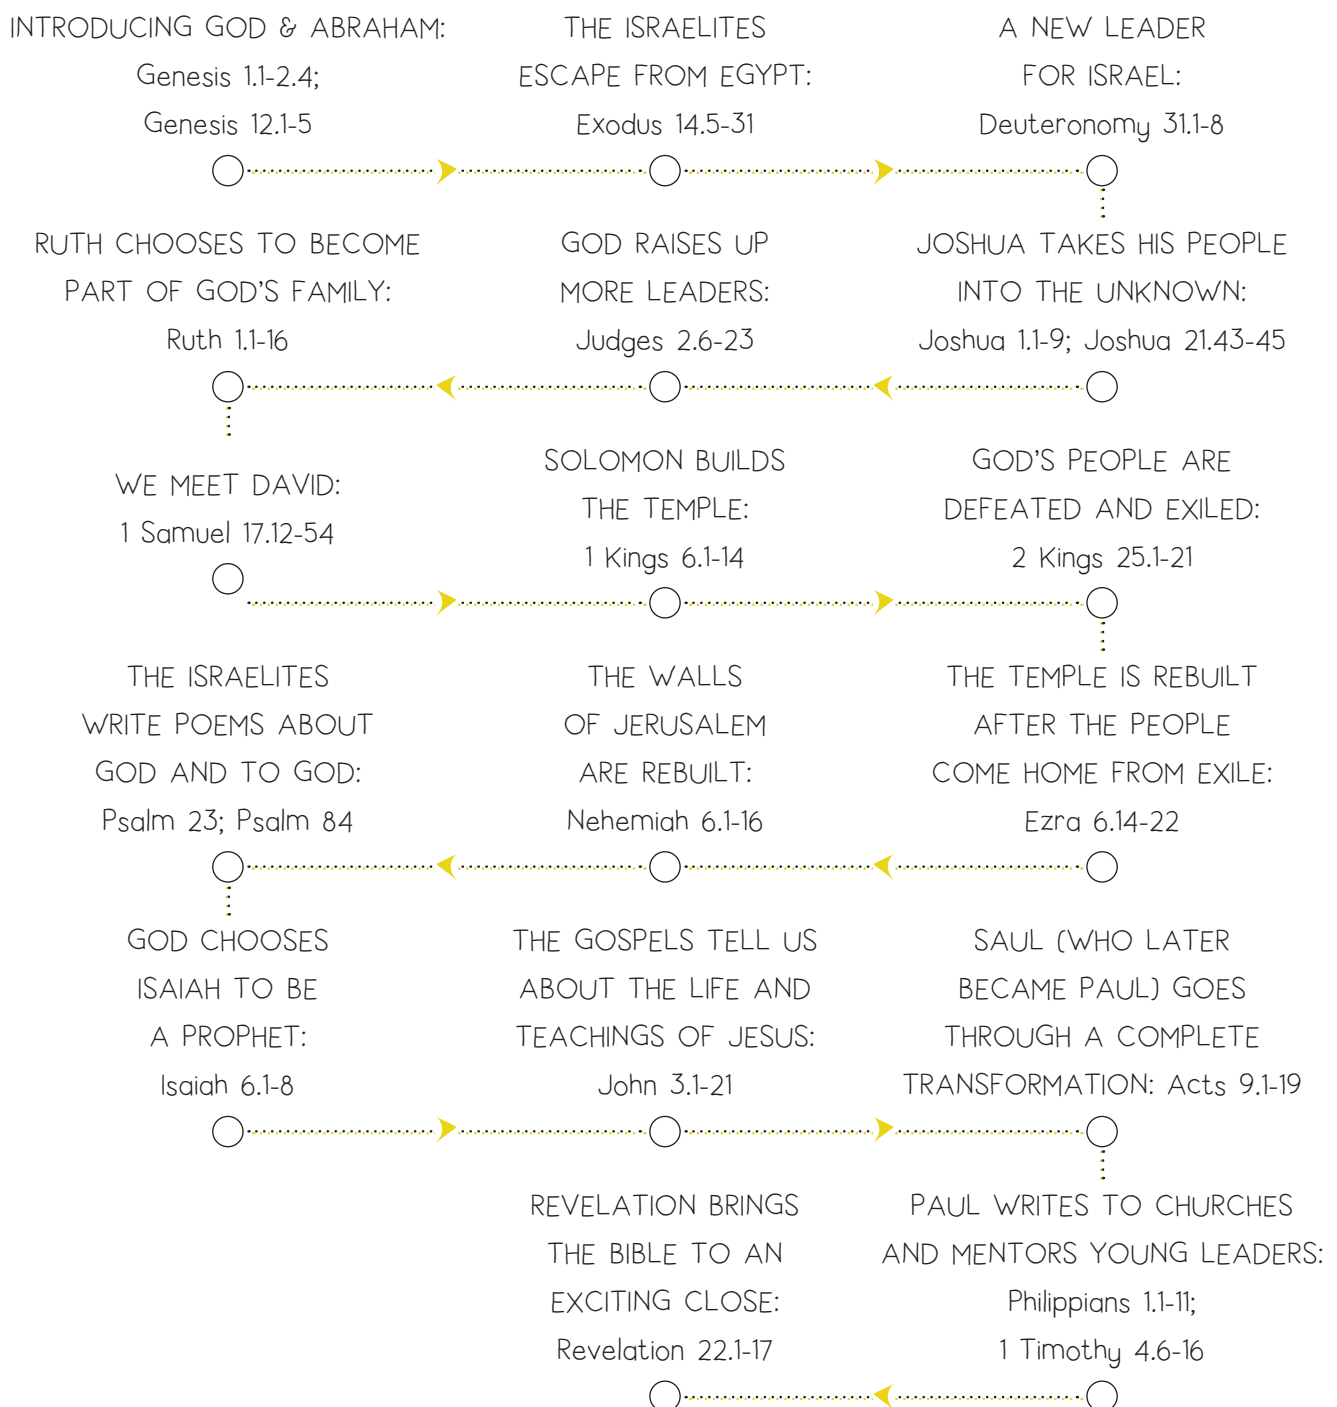 INTRODUCING GOD & ABRAHAM:
Genesis 1.1-2.4;
Genesis 12.1-5
THE ISRAELITES
ESCAPE FROM EGYPT:
Exodus 14.5-31
A NEW LEADER
FOR ISRAEL:
Deuteronomy 31.1-8
JOSHUA TAKES HIS PEOPLE
INTO THE UNKNOWN:
Joshua 1.1-9; Joshua 21.43-45
GOD RAISES UP
MORE LEADERS:
Judges 2.6-23
RUTH CHOOSES TO BECOME
PART OF GOD'S FAMILY:
Ruth 1.1-16
WE MEET DAVID:
1 Samuel 17.12-54
SOLOMON BUILDS
THE TEMPLE:
1 Kings 6.1-14
GOD'S PEOPLE ARE
DEFEATED AND EXILED:
2 Kings 25.1-21
THE TEMPLE IS REBUILT
AFTER THE PEOPLE
COME HOME FROM EXILE:
Ezra 6.14-22
THE WALLS
OF JERUSALEM
ARE REBUILT:
Nehemiah 6.1-16
THE ISRAELITES
WRITE POEMS ABOUT
GOD AND TO GOD:
Psalm 23; Psalm 84
GOD CHOOSES
ISAIAH TO BE
A PROPHET:
Isaiah 6.1-8
THE GOSPELS TELL US
ABOUT THE LIFE AND
TEACHINGS OF JESUS:
John 3.1-21
SAUL (WHO LATER
BECAME PAUL) GOES
THROUGH A COMPLETE
TRANSFORMATION: Acts 9.1-19
PAUL WRITES TO CHURCHES
AND MENTORS YOUNG LEADERS:
Philippians 1.1-11;
1 Timothy 4.6-16
REVELATION BRINGS
THE BIBLE TO AN
EXCITING CLOSE:
Revelation 22.1-17